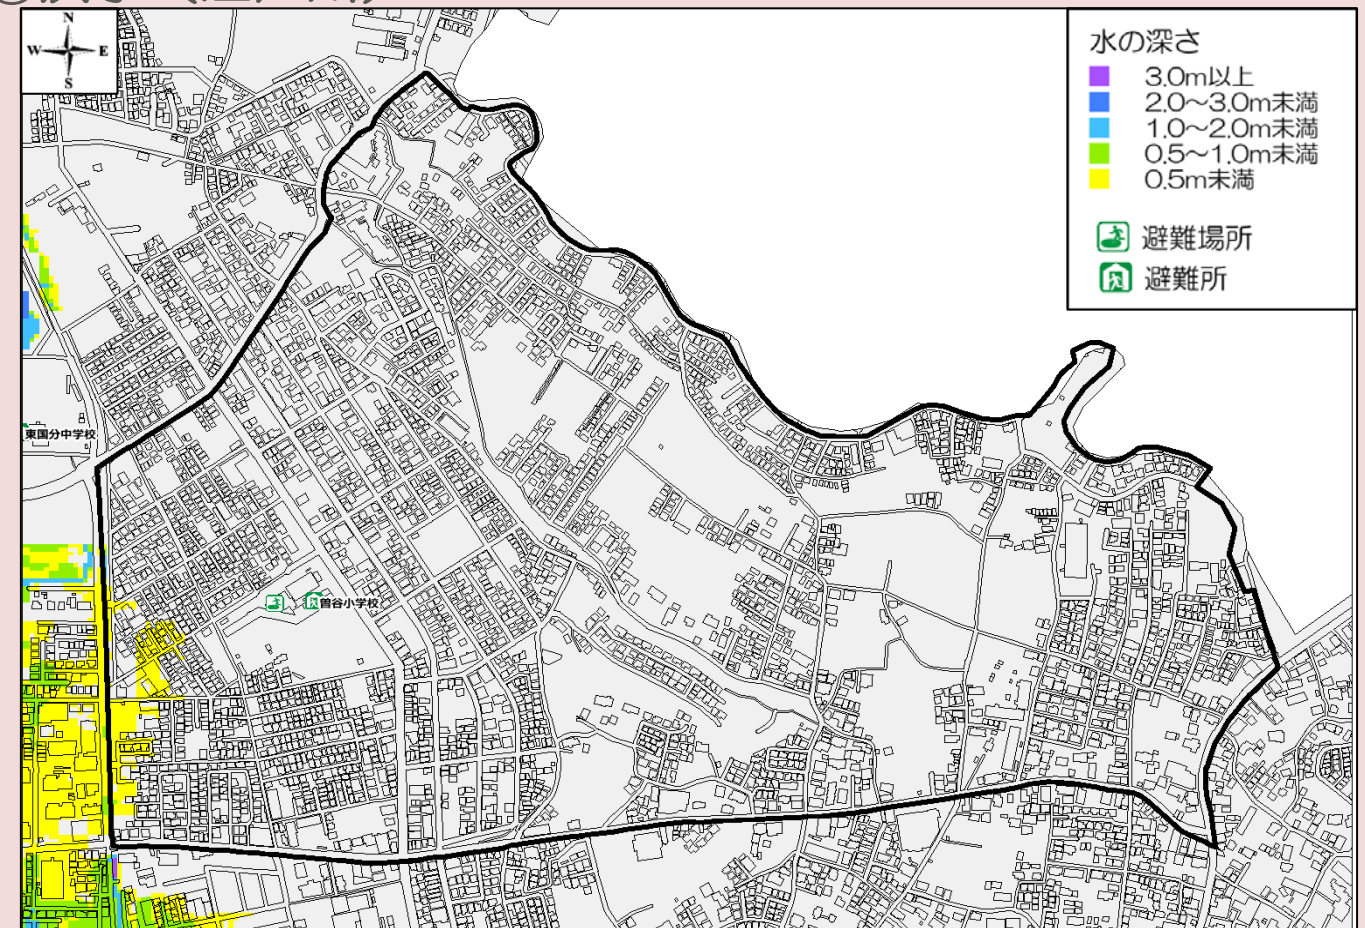 N
W E
S
水の深さ
3.0m以上
2.0～3.0m未満
1.0～2.0m未満
0.5～1.0m未満
0.5m未満
避難場所
避難所
東国分中学校
曽谷小学校